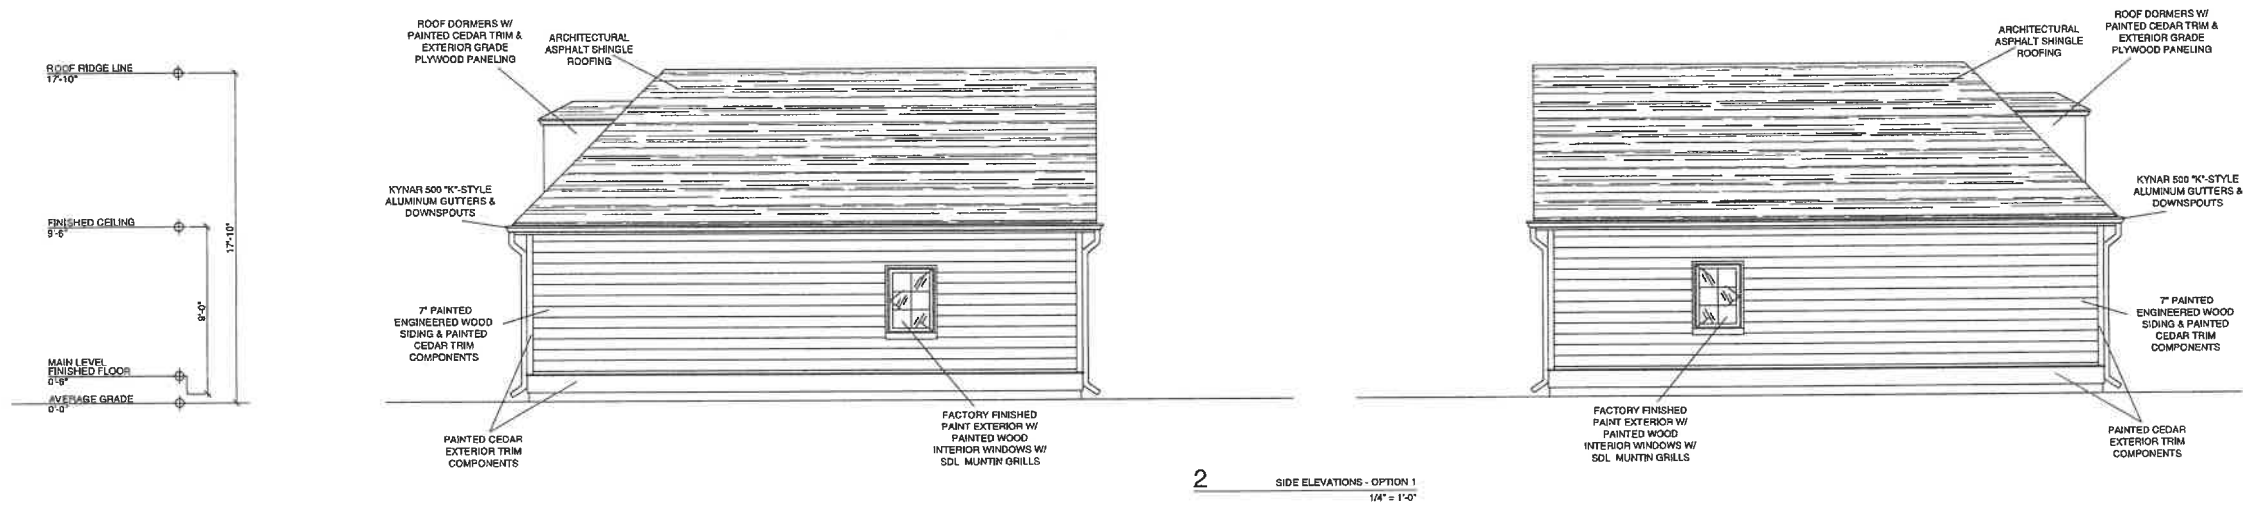 ROOF RIDGE LINE
17'-10"
FINISHED CEILING
9'-6"
MAIN LEVEL
FINISHED FLOOR
0'-6"
AVERAGE GRADE
0'-0"
9'-0"
17'-10"
ROOF DORMERS W/
PAINTED CEDAR TRIM &
EXTERIOR GRADE
PLYWOOD PANELING
ARCHITECTURAL
ASPHALT SHINGLE
ROOFING
KYNAR 500 "K"-STYLE
ALUMINUM GUTTERS &
DOWNSPOUTS
7" PAINTED
ENGINEERED WOOD
SIDING & PAINTED
CEDAR TRIM
COMPONENTS
PAINTED CEDAR
EXTERIOR TRIM
COMPONENTS
FACTORY FINISHED
PAINT EXTERIOR W/
PAINTED WOOD
INTERIOR WINDOWS W/
SDL MUNTIN GRILLS
2
SIDE ELEVATIONS - OPTION 1
1/4" = 1'-0"
ARCHITECTURAL
ASPHALT SHINGLE
ROOFING
ROOF DORMERS W/
PAINTED CEDAR TRIM &
EXTERIOR GRADE
PLYWOOD PANELING
KYNAR 500 "K"-STYLE
ALUMINUM GUTTERS &
DOWNSPOUTS
7" PAINTED
ENGINEERED WOOD
SIDING & PAINTED
CEDAR TRIM
COMPONENTS
FACTORY FINISHED
PAINT EXTERIOR W/
PAINTED WOOD
INTERIOR WINDOWS W/
SDL MUNTIN GRILLS
PAINTED CEDAR
EXTERIOR TRIM
COMPONENTS